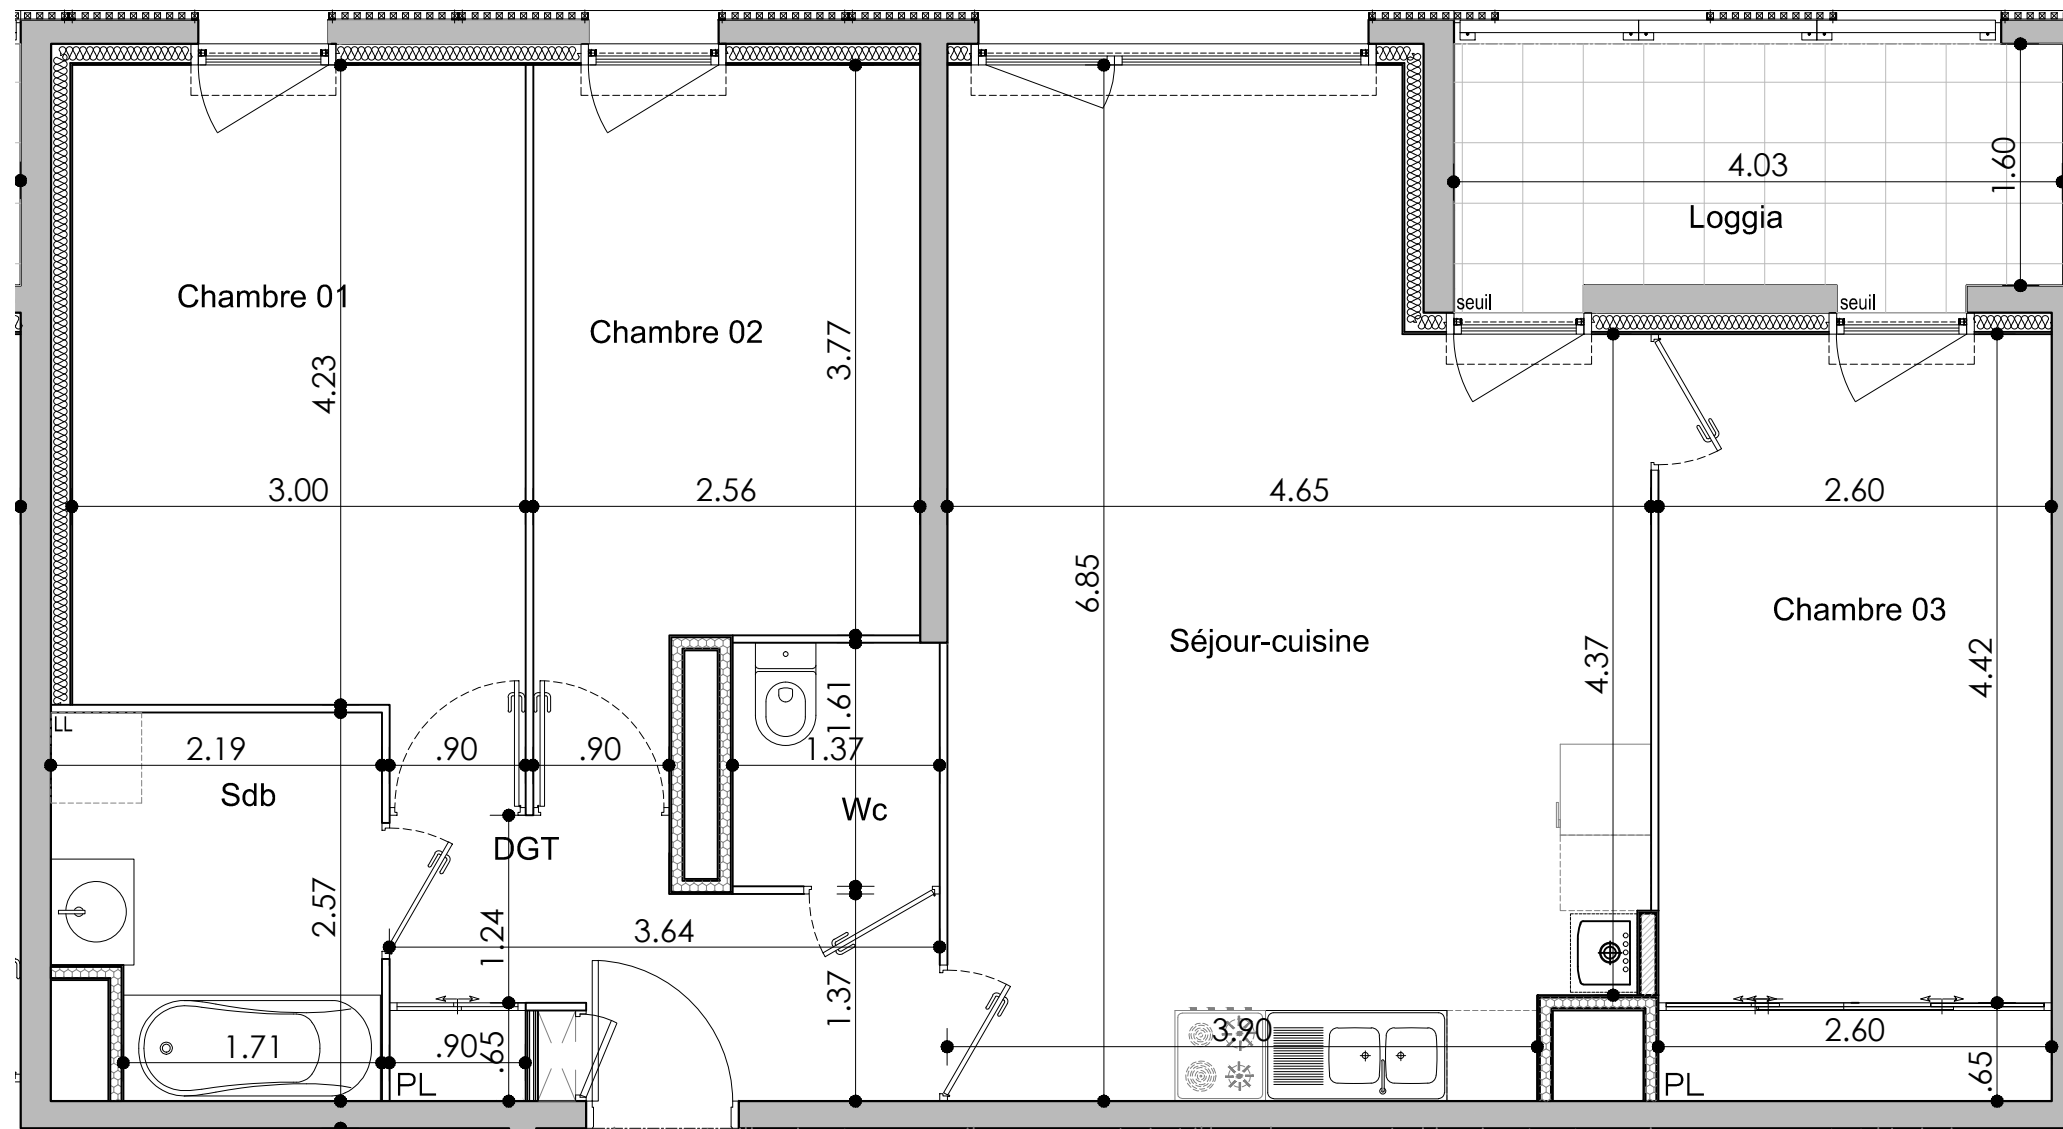 4.03
1.60
Loggia
Chambre 01
seuil
seuil
Chambre 02
3.77
4.23
3.00
2.56
4.65
2.60
6.85
Chambre 03
Séjour-cuisine
4.37
4.42
LL
2.19
.90
.90
1.61
1.37
Sdb
Wc
DGT
2.57
1.24
3.64
1.37
3.90
2.60
1.71
.90
.65
.65
PL
PL